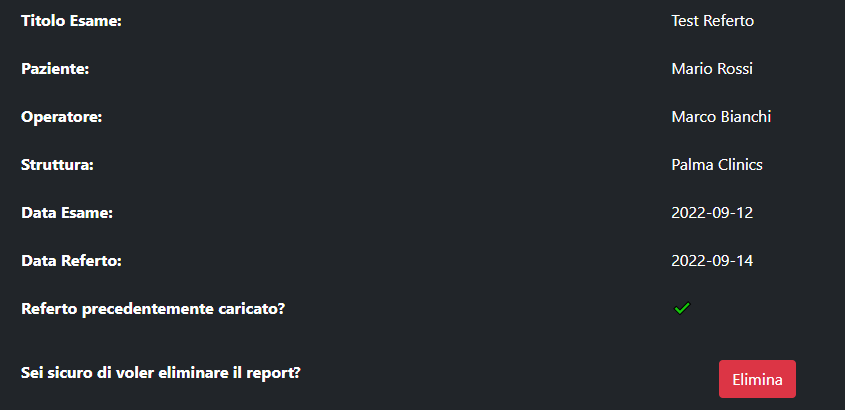 Titolo Esame: Test Referto
Paziente: Mario Rossi
Operatore: Marco Bianchi
Struttura: Palma Clinics
Data Esame: 2022-09-12
Data Referto: 2022-09-14
Referto precedentemente caricato?
Sei sicuro di voler eliminare il report? Elimina